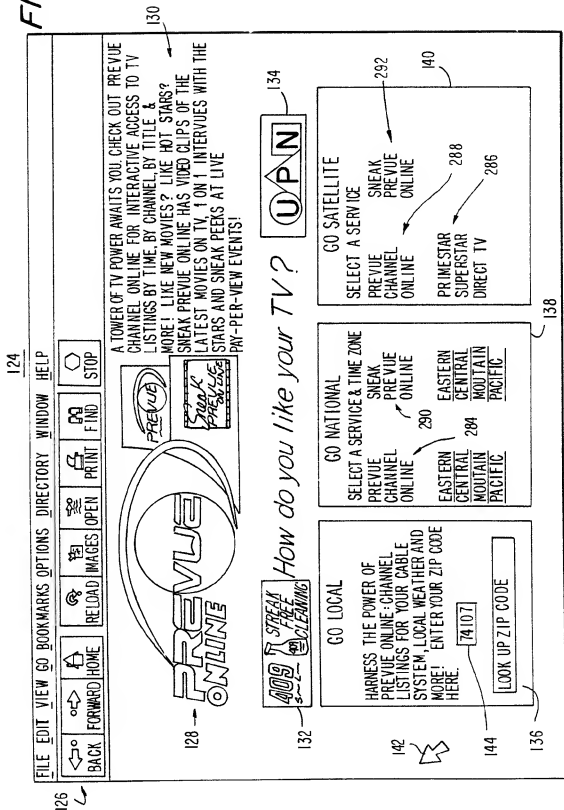 FI
124
FILE EDIT VIEW GO BOOKMARKS OPTIONS DIRECTORY WINDOW HELP
126
BACK FORWARD HOME RELOAD IMAGES OPEN PRINT FIND STOP
128
PREVUE
ONLINE
PREVUE
Sneak
PREVUE
ON LINE
A TOWER OF TV POWER AWAITS YOU. CHECK OUT PREVUE
CHANNEL ONLINE FOR INTERACTIVE ACCESS TO TV
LISTINGS BY TIME, BY CHANNEL, BY TITLE &
MORE! LIKE NEW MOVIES? LIKE HOT STARS?
SNEAK PREVUE ONLINE HAS VIDEO CLIPS OF THE
LATEST MOVIES ON TV, 1 ON 1 INTERVUES WITH THE
STARS AND SNEAK PEEKS AT LIVE
PAY-PER-VIEW EVENTS!
130
132
409
STREAK
FREE
CLEANING
How do you like your TV?
UPN
134
142
GO LOCAL
HARNESS THE POWER OF
PREVUE ONLINE: CHANNEL
LISTINGS FOR YOUR CABLE
SYSTEM, LOCAL WEATHER AND
MORE! ENTER YOUR ZIP CODE
HERE.
74107
144
LOOK UP ZIP CODE
136
GO NATIONAL
SELECT A SERVICE & TIME ZONE
PREVUE
CHANNEL
ONLINE
284
EASTERN
CENTRAL
MOUTAIN
PACIFIC
SNEAK
PREVUE
ONLINE
290
EASTERN
CENTRAL
MOUTAIN
PACIFIC
138
GO SATELLITE
SELECT A SERVICE
PREVUE
CHANNEL
ONLINE
288
SNEAK
PREVUE
ONLINE
292
PRIMESTAR
SUPERSTAR
DIRECT TV
286
140